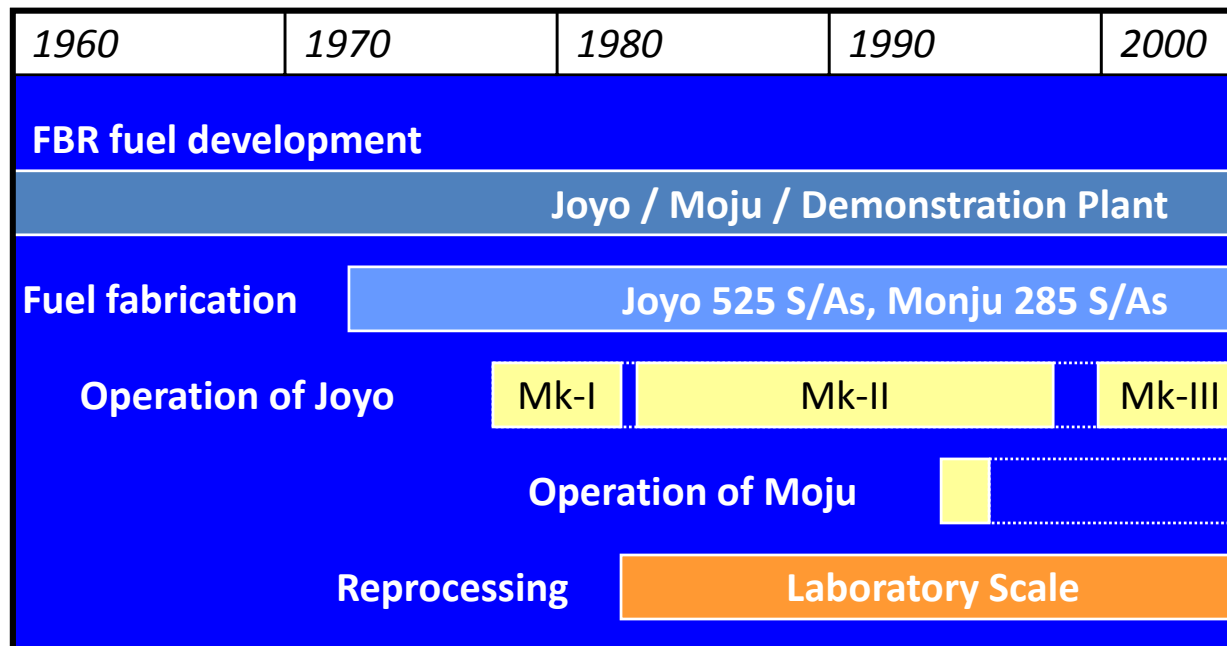 1960 1970 1980 1990 2000
FBR fuel development
Joyo / Moju / Demonstration Plant
Fuel fabrication Joyo 525 S/As, Monju 285 S/As
Operation of Joyo Mk-I Mk-II Mk-III
Operation of Moju
Reprocessing Laboratory Scale